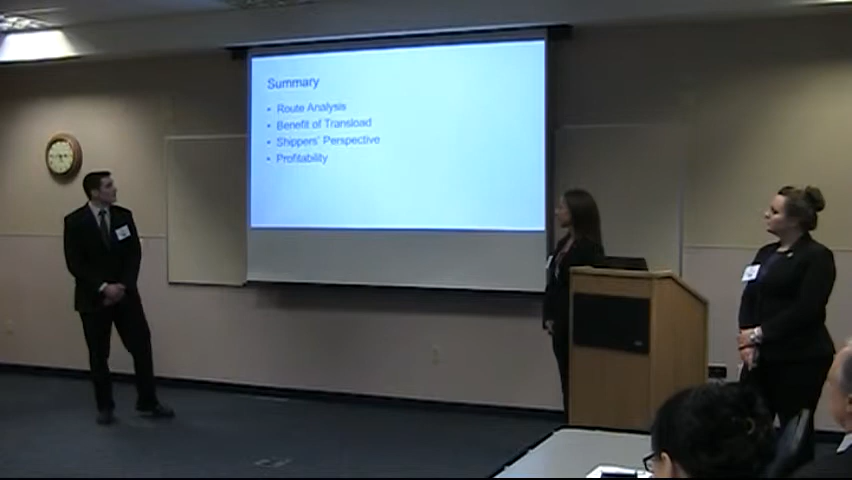 Summary
• Route Analysis
• Benefit of Transload
• Shippers' Perspective
• Profitability